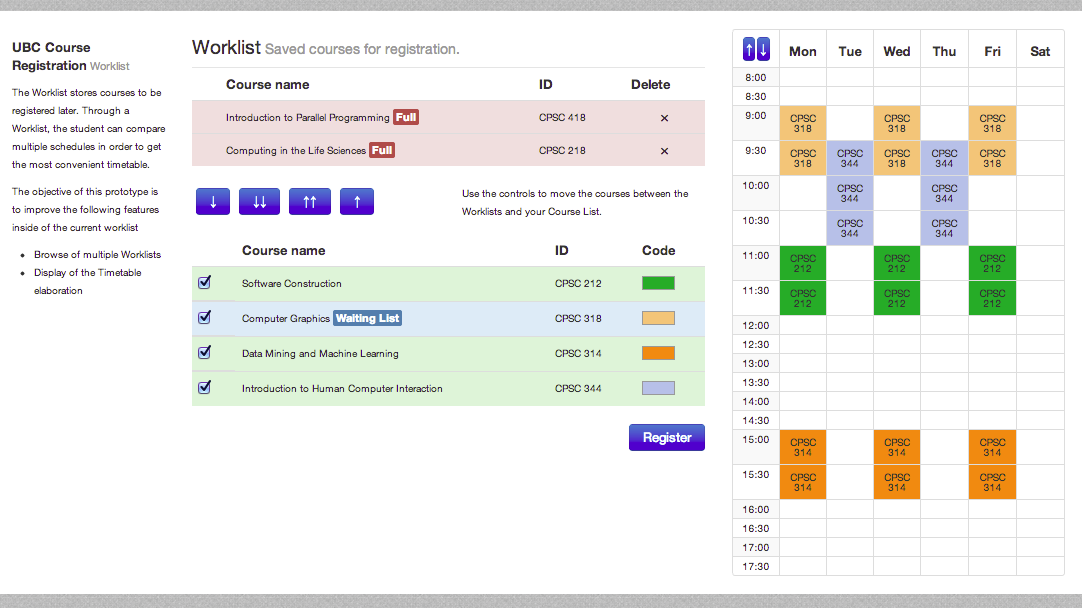 UBC Course
Registration Worklist
The Worklist stores courses to be
registered later. Through a
Worklist, the student can compare
multiple schedules in order to get
the most convenient timetable.
The objective of this prototype is
to improve the following features
inside of the current worklist
• Browse of multiple Worklists
• Display of the Timetable
elaboration
Worklist Saved courses for registration.
Course name ID Delete
Introduction to Parallel Programming Full CPSC 418 ×
Computing in the Life Sciences Full CPSC 218 ×
↓ ↓↓ ↑↑ ↑
Use the controls to move the courses between the
Worklists and your Course List.
Course name ID Code
Software Construction CPSC 212
Computer Graphics Waiting List CPSC 318
Data Mining and Machine Learning CPSC 314
Introduction to Human Computer Interaction CPSC 344
Register
↑ ↓ Mon Tue Wed Thu Fri Sat
8:00
8:30
9:00 CPSC CPSC CPSC
318 318 318
9:30 CPSC CPSC CPSC CPSC CPSC
318 344 318 344 318
10:00 CPSC CPSC
344 344
10:30 CPSC CPSC
344 344
11:00 CPSC CPSC CPSC
212 212 212
11:30 CPSC CPSC CPSC
212 212 212
12:00
12:30
13:00
13:30
14:00
14:30
15:00 CPSC CPSC CPSC
314 314 314
15:30 CPSC CPSC CPSC
314 314 314
16:00
16:30
17:00
17:30